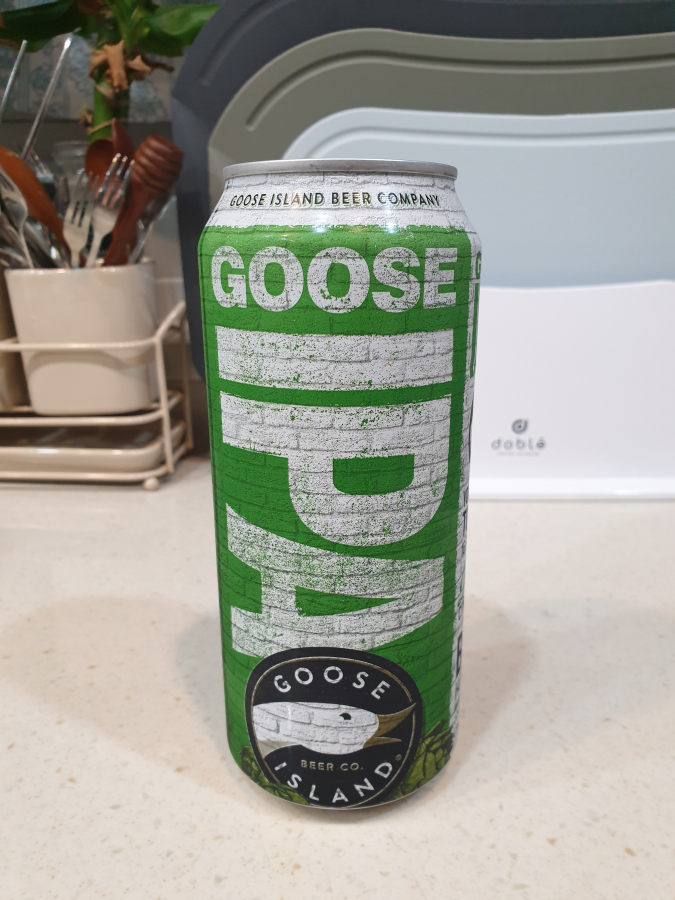 GOOSE ISLAND BEER COMPANY
GOOSE
IPA
GOOSE
BEER CO.
ISLAND
doblé